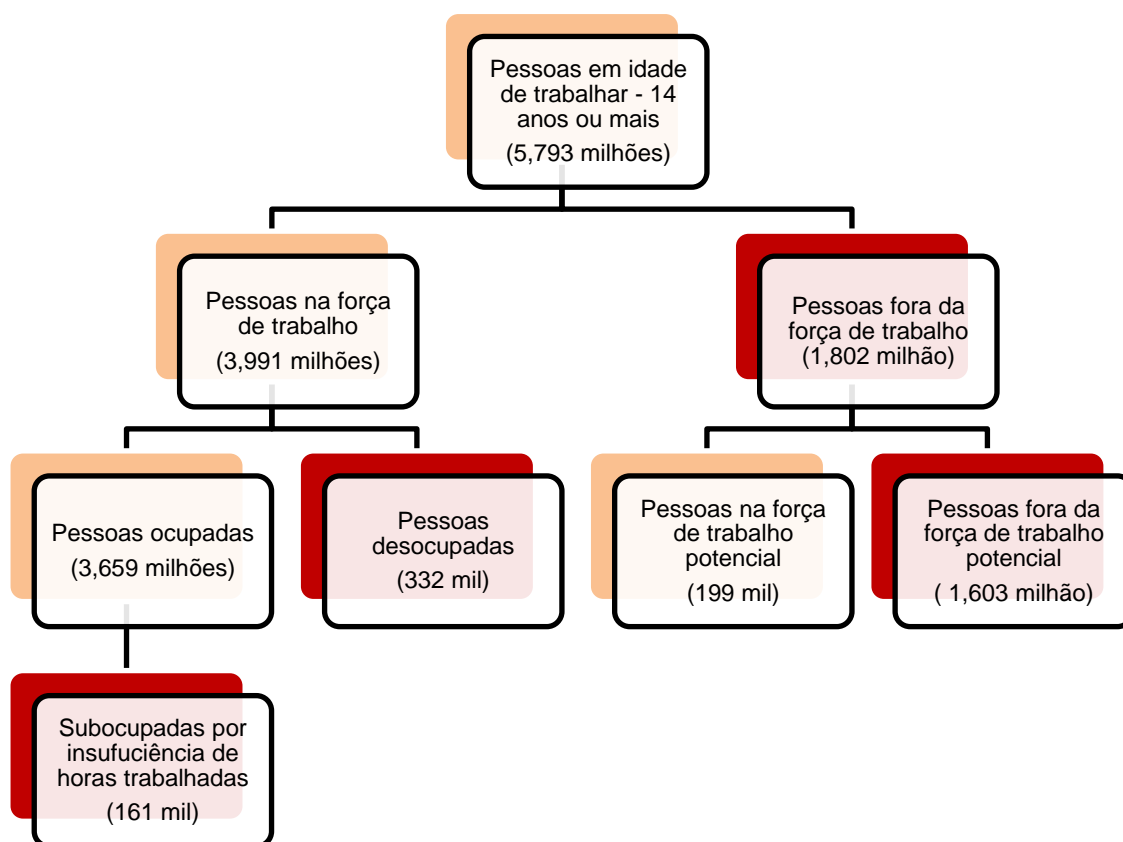 Pessoas em idade
de trabalhar - 14
anos ou mais
(5,793 milhões)
Pessoas na força
de trabalho
(3,991 milhões)
Pessoas fora da
força de trabalho
(1,802 milhão)
Pessoas ocupadas
(3,659 milhões)
Pessoas
desocupadas
(332 mil)
Pessoas na força
de trabalho
potencial
(199 mil)
Pessoas fora da
força de trabalho
potencial
( 1,603 milhão)
Subocupadas por
insufuciência de
horas trabalhadas
(161 mil)